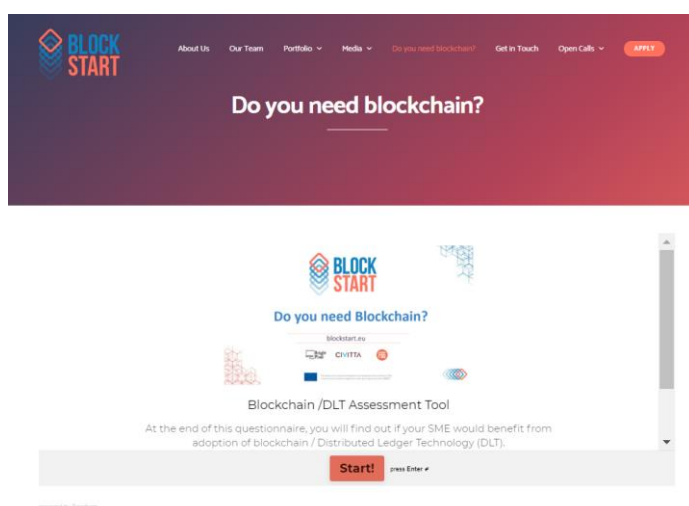 BLOCK
START
About Us Our Team Portfolio Media Do you need blockchain? Get in Touch Open Calls APPLY
Do you need blockchain?
BLOCK
START
Do you need Blockchain?
blockstart.eu
CIVITTA
Blockchain /DLT Assessment Tool
At the end of this questionnaire, you will find out if your SME would benefit from
adoption of blockchain / Distributed Ledger Technology (DLT).
Start! press Enter ↵